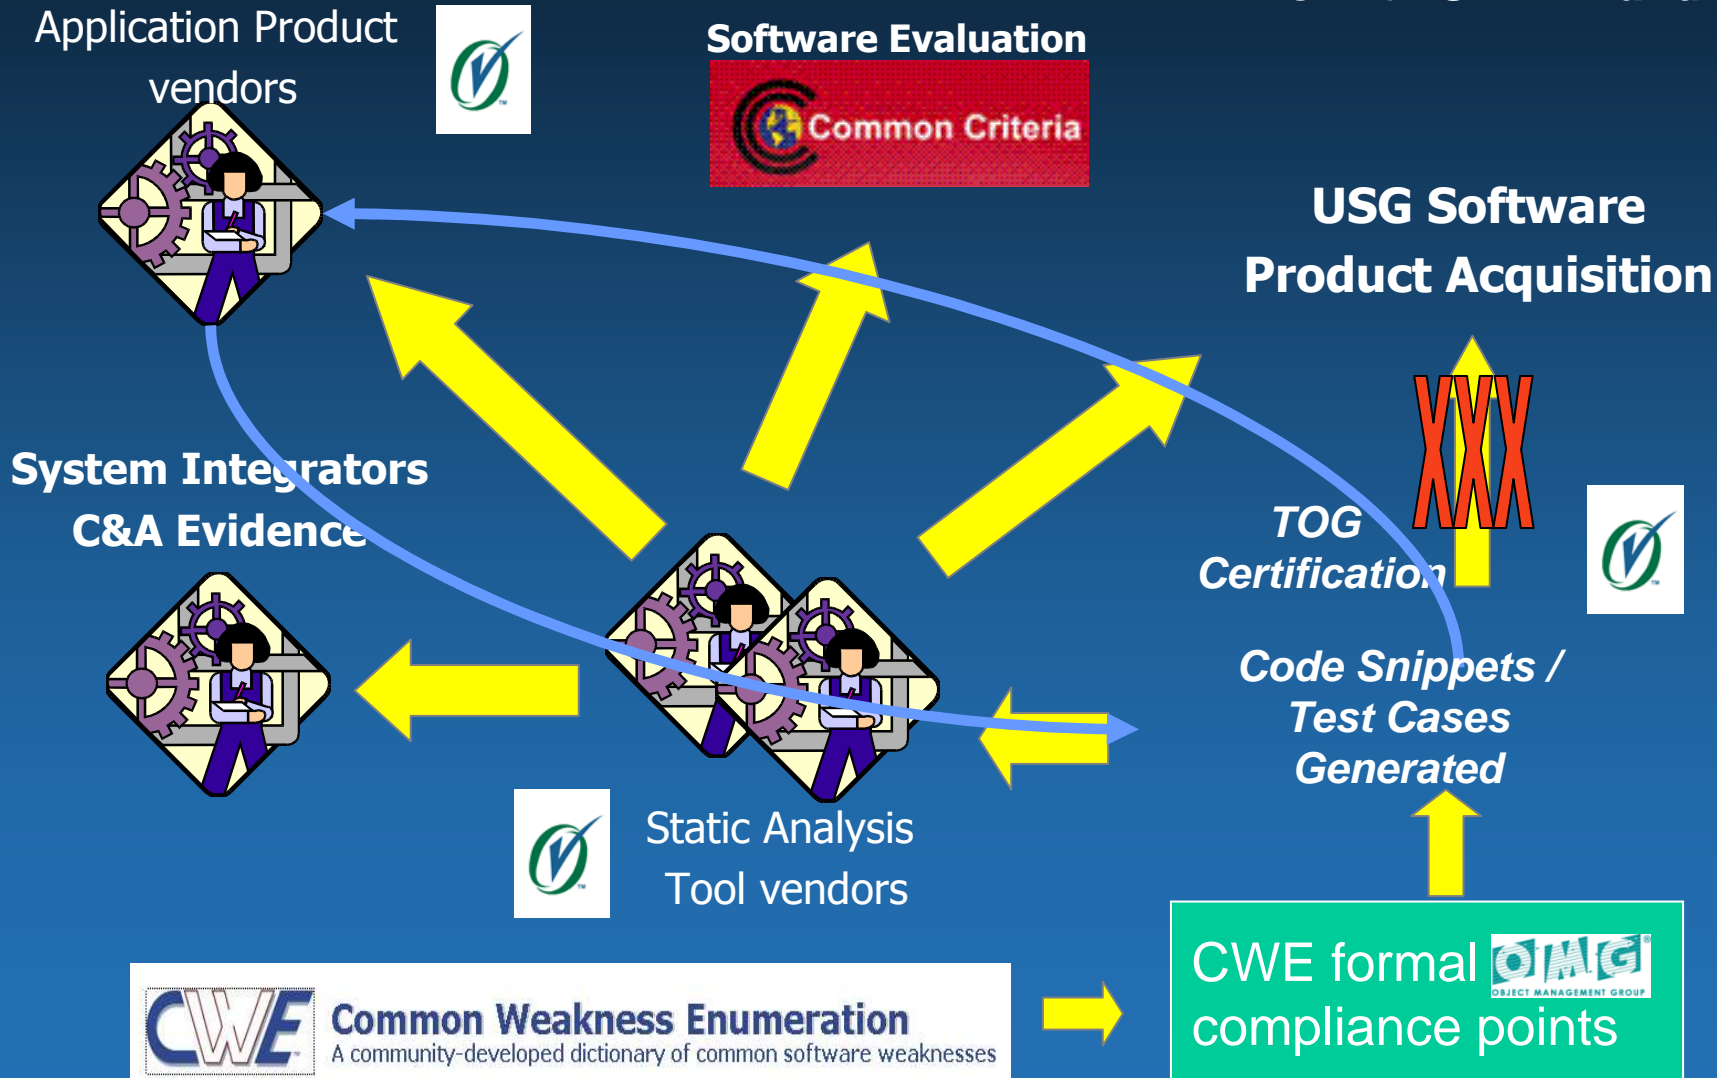 Application Product
vendors
Software Evaluation
Common Criteria
USG Software
Product Acquisition
System Integrators
C&A Evidence
XXX
TOG
Certification
Code Snippets /
Test Cases
Generated
Static Analysis
Tool vendors
CWE formal OMG
OBJECT MANAGEMENT GROUP
compliance points
CWE Common Weakness Enumeration
A community-developed dictionary of common software weaknesses